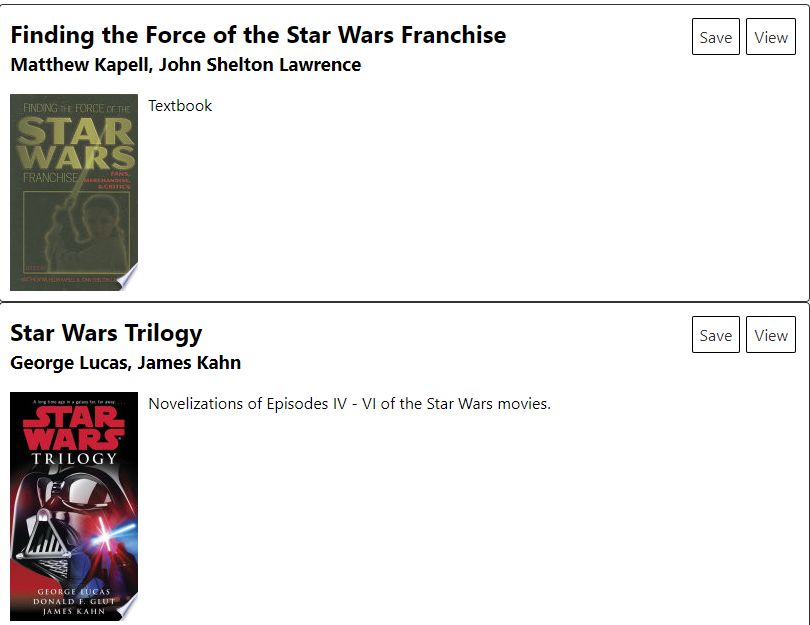 Finding the Force of the Star Wars Franchise
Save
View
Matthew Kapell, John Shelton Lawrence
Textbook
FINDING THE FORCE OF THE
STAR
WARS
FRANCHISE
FANS,
MERCHANDISE,
& CRITICS
Star Wars Trilogy
Save
View
George Lucas, James Kahn
Novelizations of Episodes IV - VI of the Star Wars movies.
A long time ago in a galaxy far, far away. . .
STAR
WARS
TRILOGY
GEORGE LUCAS
DONALD F. GLUT
JAMES KAHN